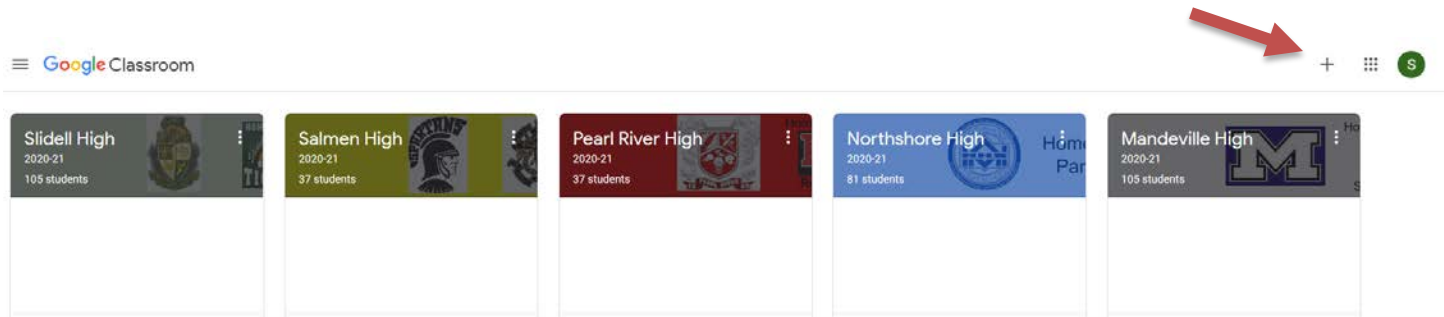 Google Classroom
S
Slidell High
2020-21
105 students
Salmen High
2020-21
37 students
Pearl River High
2020-21
37 students
Northshore High
2020-21
81 students
Mandeville High
2020-21
105 students
M